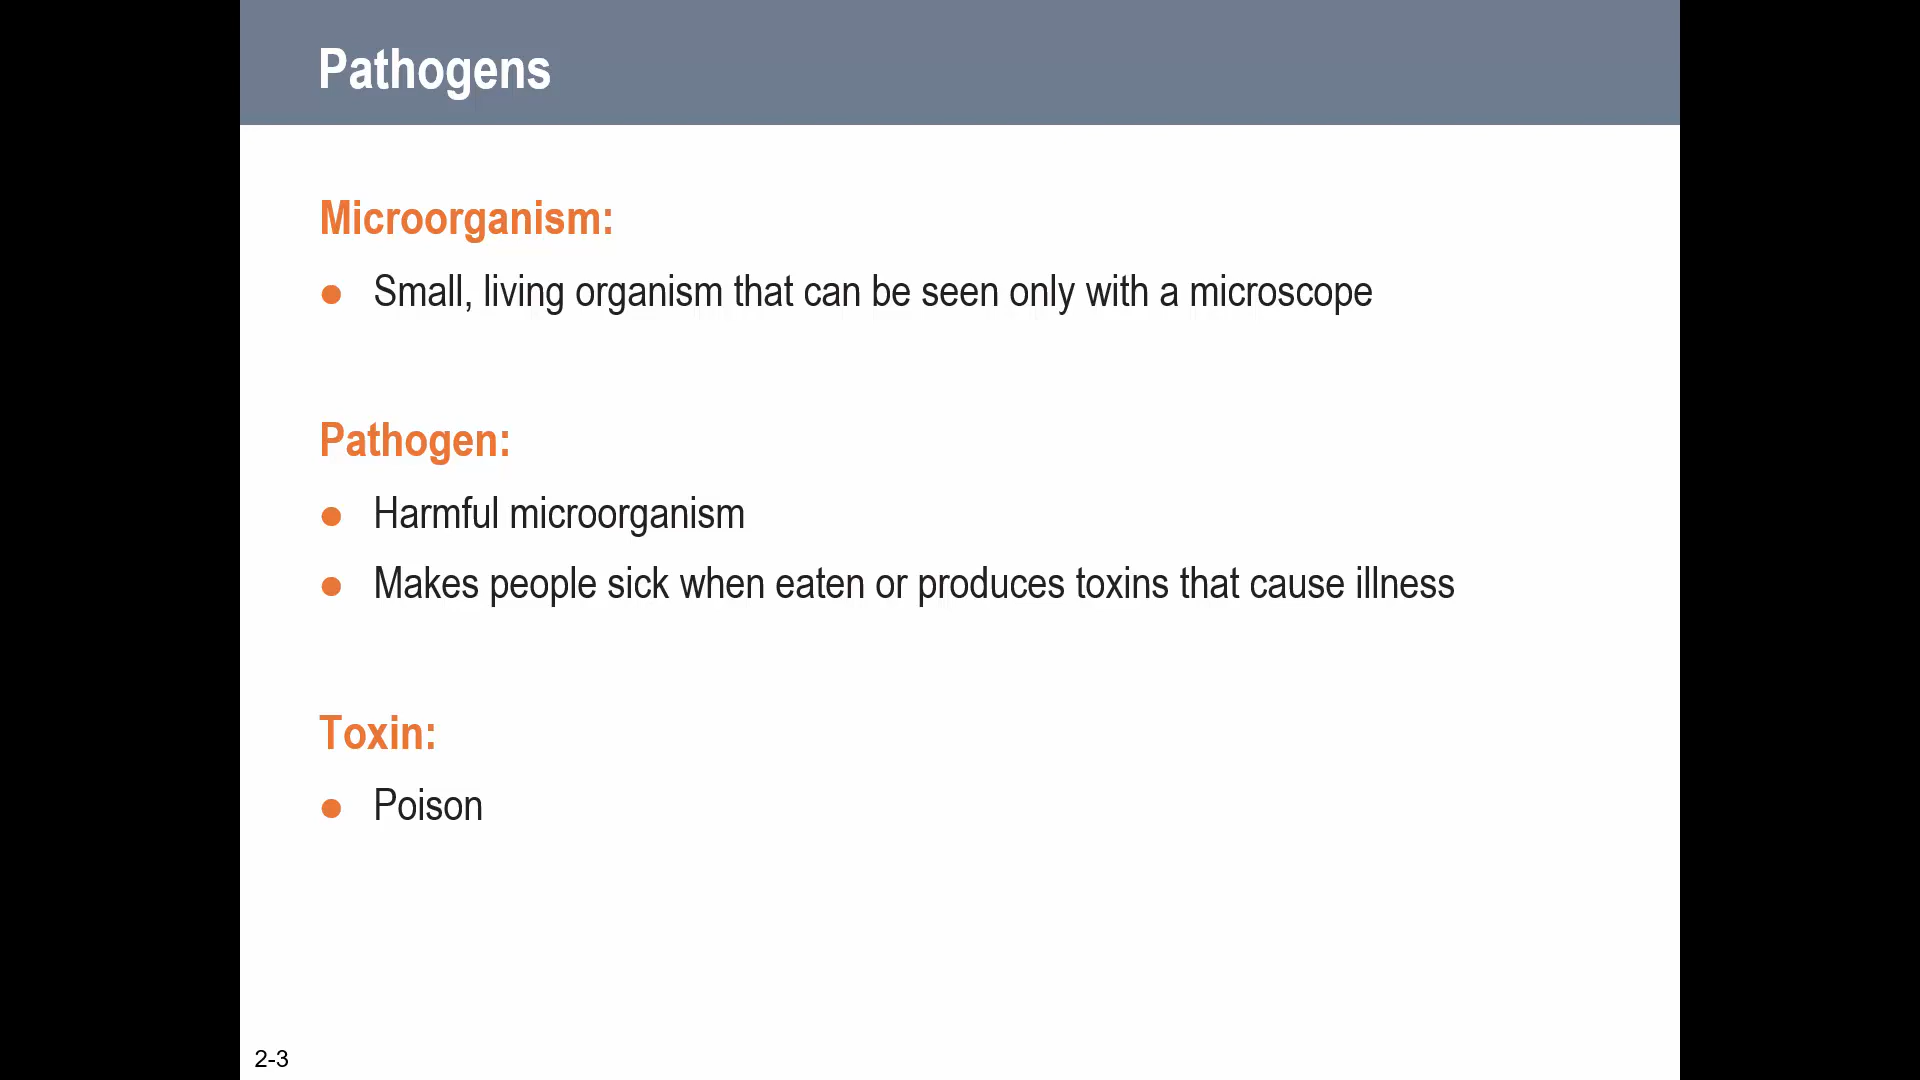 Pathogens
Microorganism:
● Small, living organism that can be seen only with a microscope
Pathogen:
● Harmful microorganism
● Makes people sick when eaten or produces toxins that cause illness
Toxin:
● Poison
2-3